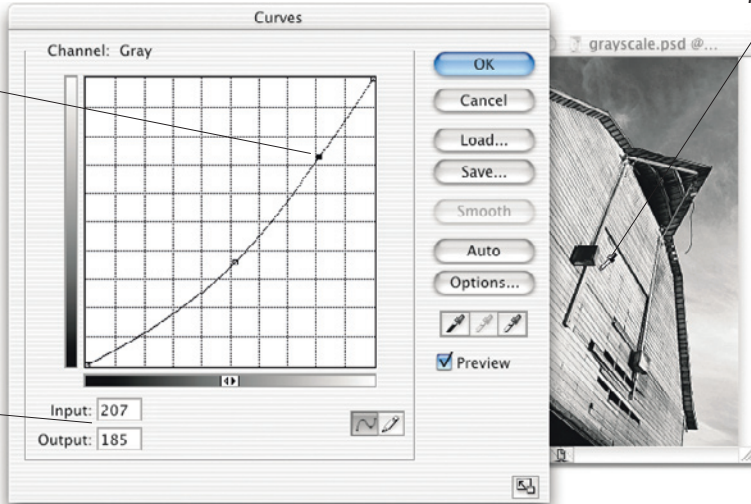 Curves
Channel: Gray
OK
Cancel
Load...
Save...
Smooth
Auto
Options...
Preview
Input: 207
Output: 185
grayscale.psd @...